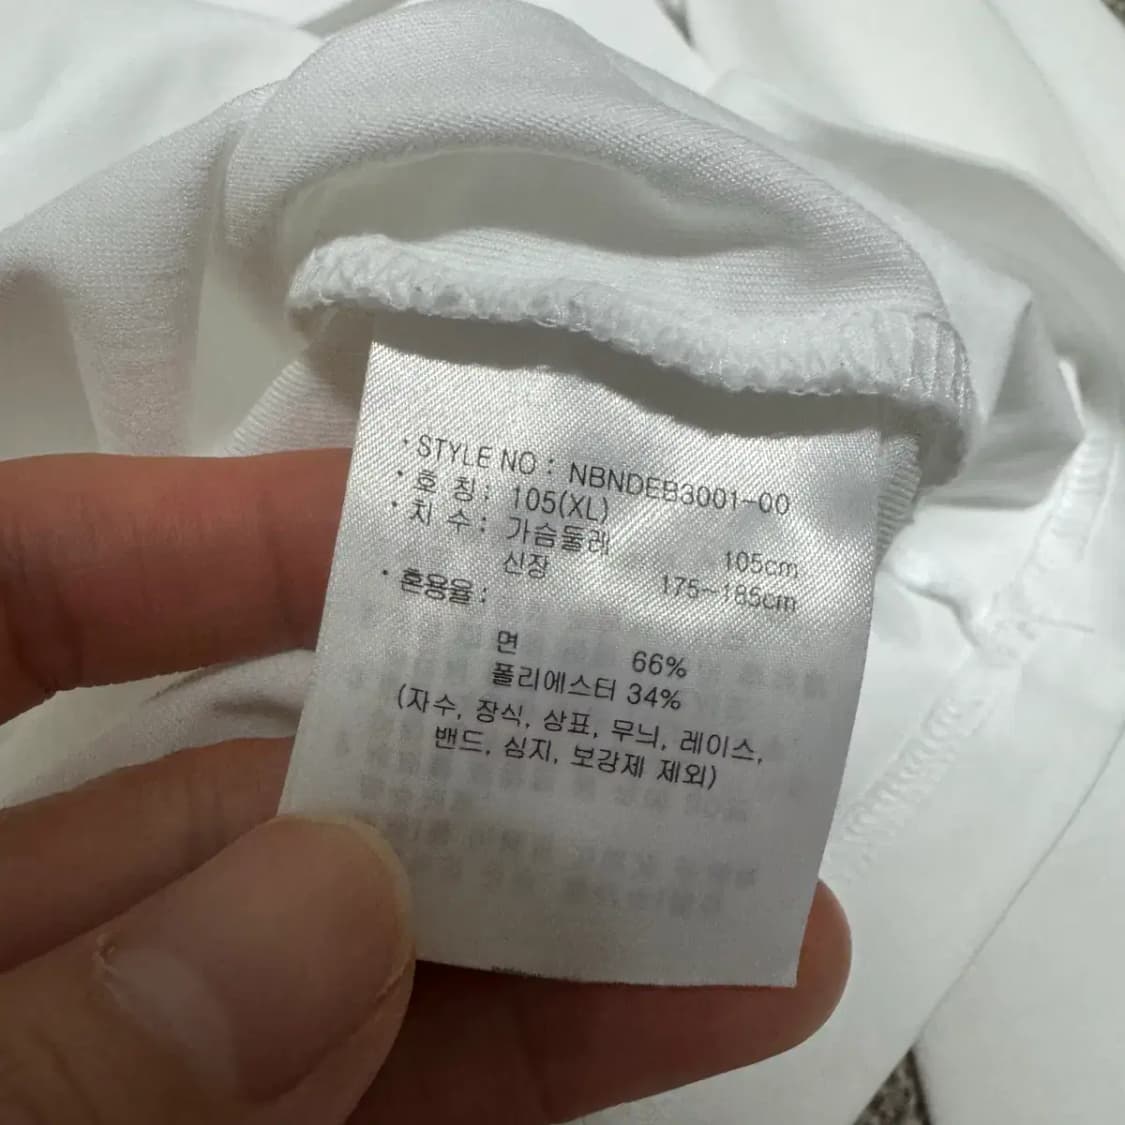 · STYLE NO : NBNDEB3001-00
· 호 칭 : 105(XL)
· 치 수 : 가슴둘레 105cm
신장 175~185cm
· 혼용율 :
면 66%
폴리에스터 34%
(자수, 장식, 상표, 무늬, 레이스,
밴드, 심지, 보강제 제외)